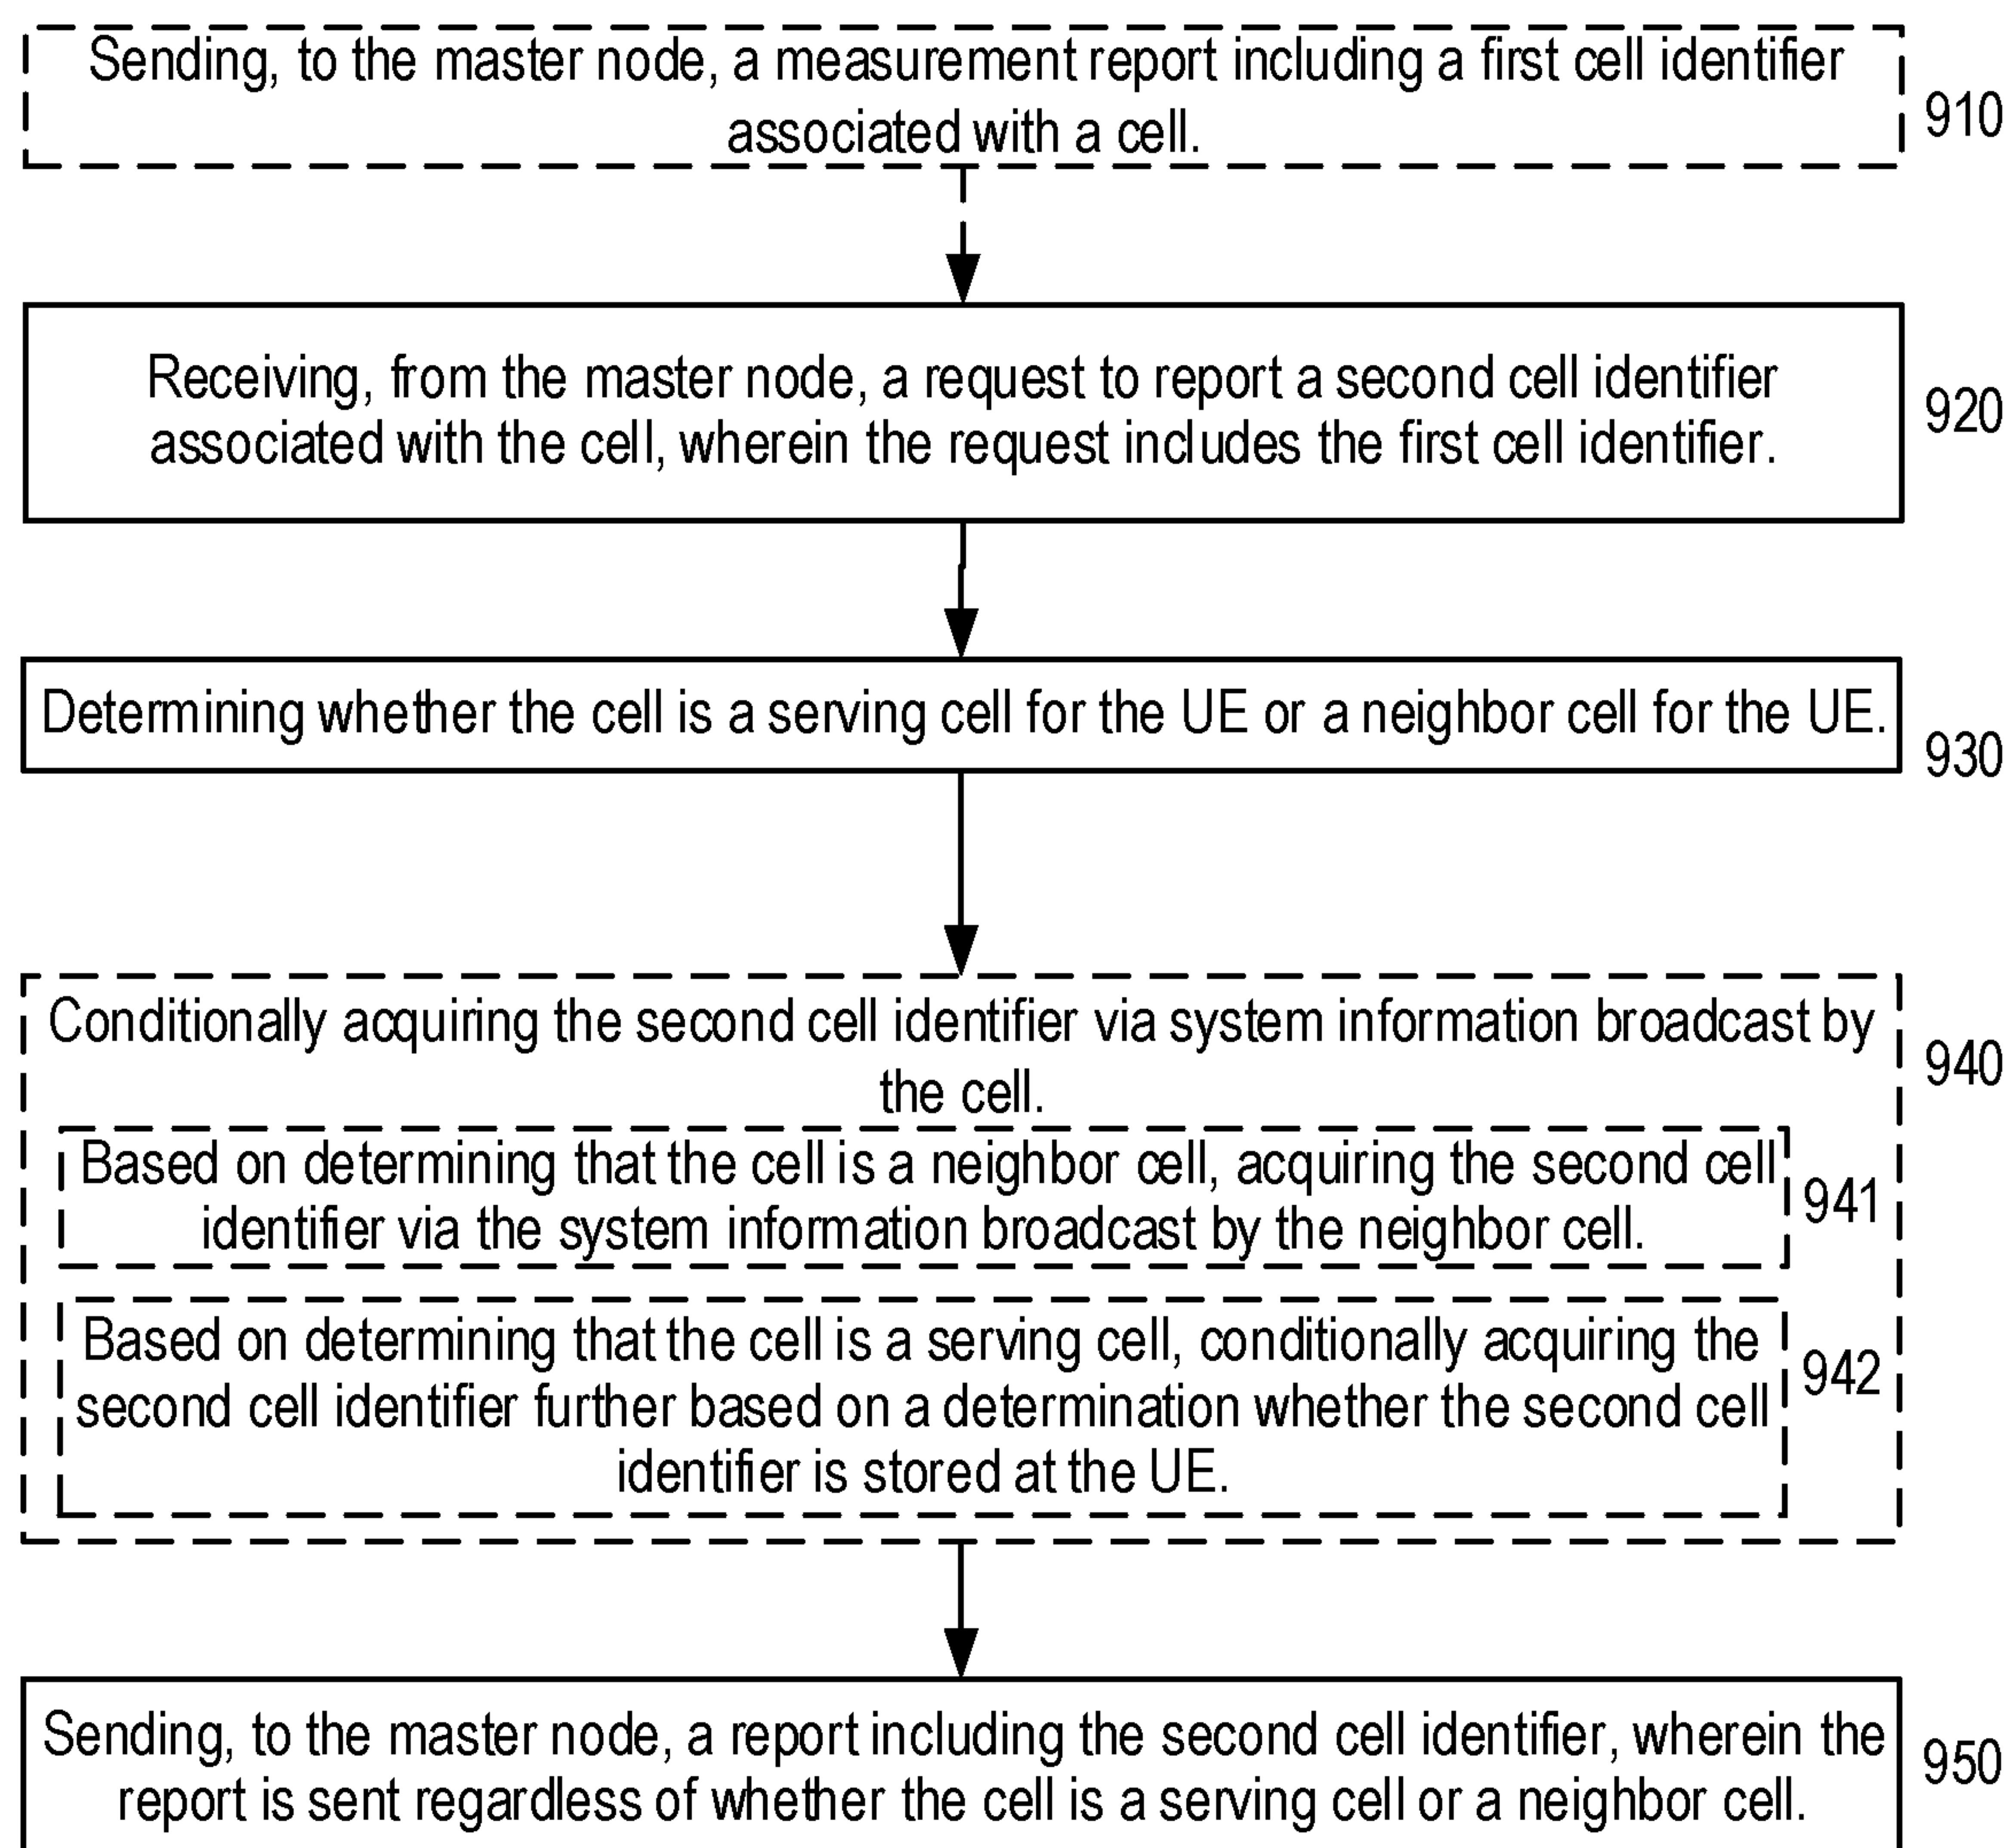 Sending, to the master node, a measurement report including a first cell identifier
associated with a cell.
910
Receiving, from the master node, a request to report a second cell identifier
associated with the cell, wherein the request includes the first cell identifier.
920
Determining whether the cell is a serving cell for the UE or a neighbor cell for the UE.
930
Conditionally acquiring the second cell identifier via system information broadcast by
the cell.
940
Based on determining that the cell is a neighbor cell, acquiring the second cell
identifier via the system information broadcast by the neighbor cell.
941
Based on determining that the cell is a serving cell, conditionally acquiring the
second cell identifier further based on a determination whether the second cell
identifier is stored at the UE.
942
Sending, to the master node, a report including the second cell identifier, wherein the
report is sent regardless of whether the cell is a serving cell or a neighbor cell.
950